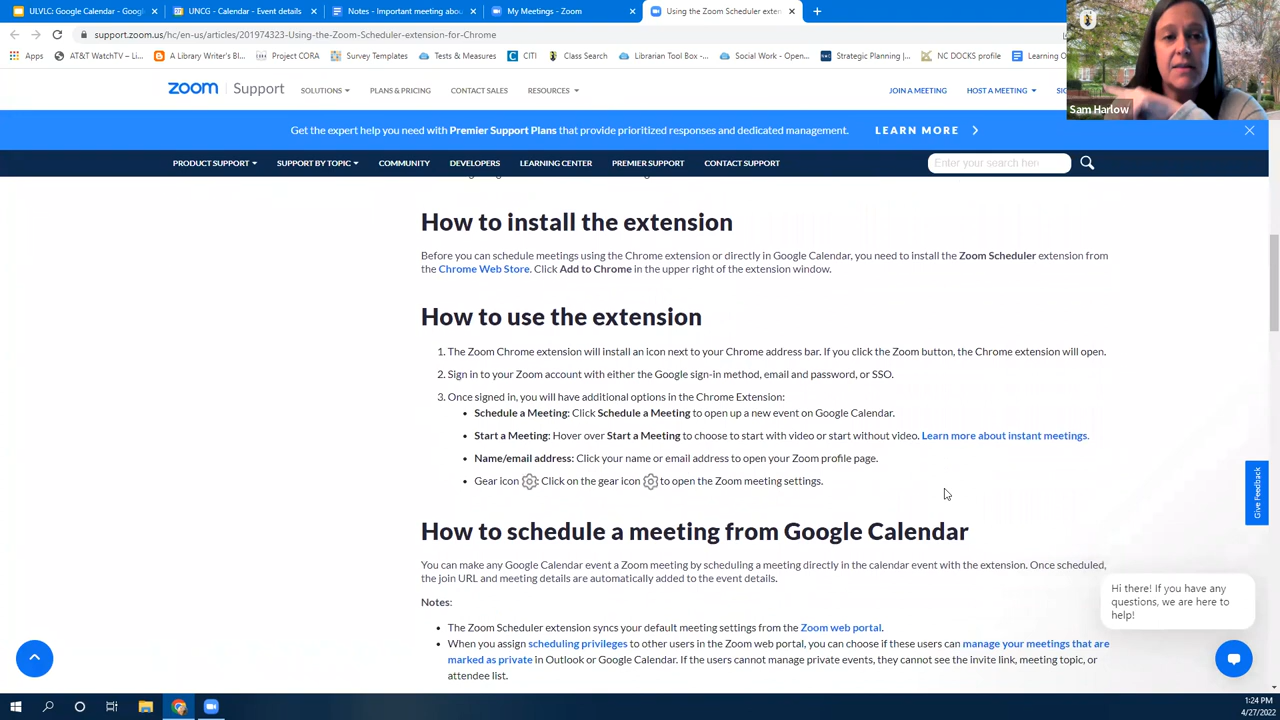 ULVLC: Google Calendar - Googl
UNCG - Calendar - Event details
Notes - Important meeting abou
My Meetings - Zoom
Using the Zoom Scheduler exten
support.zoom.us/hc/en-us/articles/201974323-Using-the-Zoom-Scheduler-extension-for-Chrome
Apps
AT&T WatchTV – Li...
A Library Writer's B...
Project CORA
Survey Templates
Tests & Measures
CITI
Class Search
Librarian Tool Box -...
Social Work - Open...
Strategic Planning |...
NC DOCKS profile
Learning O
Sam Harlow
zoom Support
SOLUTIONS
PLANS & PRICING
CONTACT SALES
RESOURCES
JOIN A MEETING
HOST A MEETING
Get the expert help you need with Premier Support Plans that provide prioritized responses and dedicated management.
LEARN MORE
PRODUCT SUPPORT
SUPPORT BY TOPIC
COMMUNITY
DEVELOPERS
LEARNING CENTER
PREMIER SUPPORT
CONTACT SUPPORT
Enter your search her
How to install the extension
Before you can schedule meetings using the Chrome extension or directly in Google Calendar, you need to install the Zoom Scheduler extension from
the Chrome Web Store. Click Add to Chrome in the upper right of the extension window.
How to use the extension
1. The Zoom Chrome extension will install an icon next to your Chrome address bar. If you click the Zoom button, the Chrome extension will open.
2. Sign in to your Zoom account with either the Google sign-in method, email and password, or SSO.
3. Once signed in, you will have additional options in the Chrome Extension:
• Schedule a Meeting: Click Schedule a Meeting to open up a new event on Google Calendar.
• Start a Meeting: Hover over Start a Meeting to choose to start with video or start without video. Learn more about instant meetings.
• Name/email address: Click your name or email address to open your Zoom profile page.
• Gear icon Click on the gear icon to open the Zoom meeting settings.
Give Feedback
How to schedule a meeting from Google Calendar
You can make any Google Calendar event a Zoom meeting by scheduling a meeting directly in the calendar event with the extension. Once scheduled,
the join URL and meeting details are automatically added to the event details.
Notes:
• The Zoom Scheduler extension syncs your default meeting settings from the Zoom web portal.
• When you assign scheduling privileges to other users in the Zoom web portal, you can choose if these users can manage your meetings that are
marked as private in Outlook or Google Calendar. If the users cannot manage private events, they cannot see the invite link, meeting topic, or
attendee list.
Hi there! If you have any
questions, we are here to
help!
1:24 PM
4/27/2022